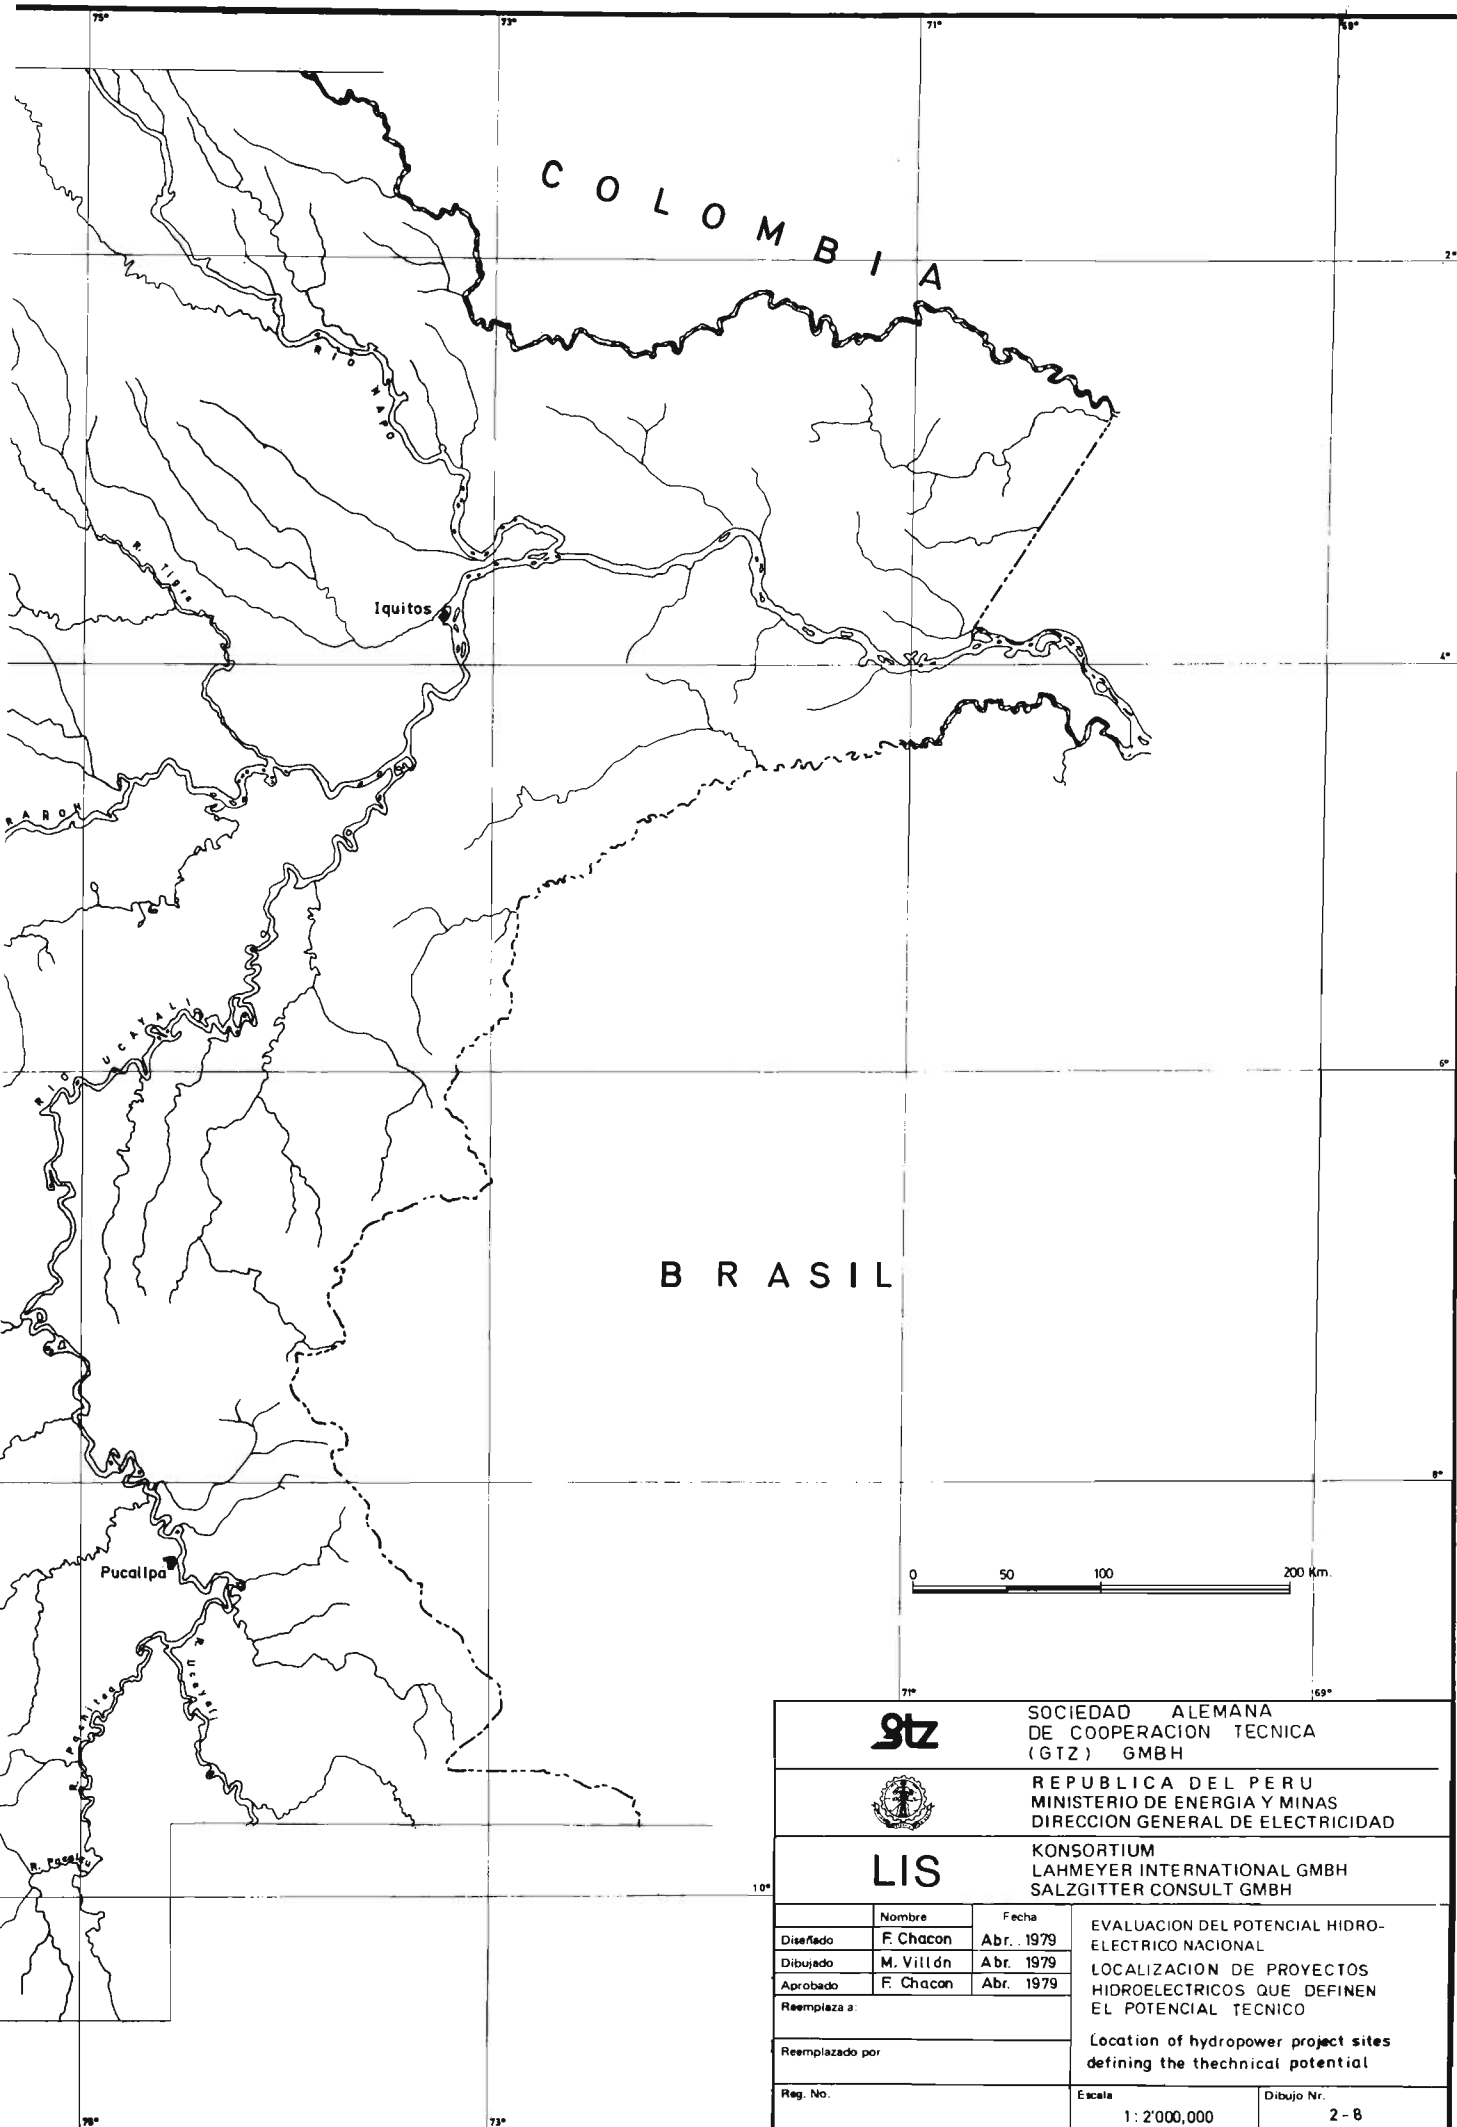 75°
73°
71°
69°
COLOMBIA
2°
RIO NAPO
R. Tigre
Iquitos
4°
RAÑON
RIO UCAYALI
6°
BRASIL
8°
Pucallpa
0 50 100 200 Km.
R. Ucayali
R. Pachitea
71°
69°
10°
75°
73°
gtz
SOCIEDAD ALEMANA
DE COOPERACION TECNICA
(GTZ) GMBH
REPUBLICA DEL PERU
MINISTERIO DE ENERGIA Y MINAS
DIRECCION GENERAL DE ELECTRICIDAD
LIS
KONSORTIUM
LAHMEYER INTERNATIONAL GMBH
SALZGITTER CONSULT GMBH
Nombre Fecha
Diseñado F. Chacon Abr. 1979
Dibujado M. Villón Abr. 1979
Aprobado F. Chacon Abr. 1979
Reemplaza a:
Reemplazado por
Reg. No.
EVALUACION DEL POTENCIAL HIDRO-
ELECTRICO NACIONAL
LOCALIZACION DE PROYECTOS
HIDROELECTRICOS QUE DEFINEN
EL POTENCIAL TECNICO
Location of hydropower project sites
defining the thechnical potential
Escala
1: 2'000,000
Dibujo Nr.
2-8